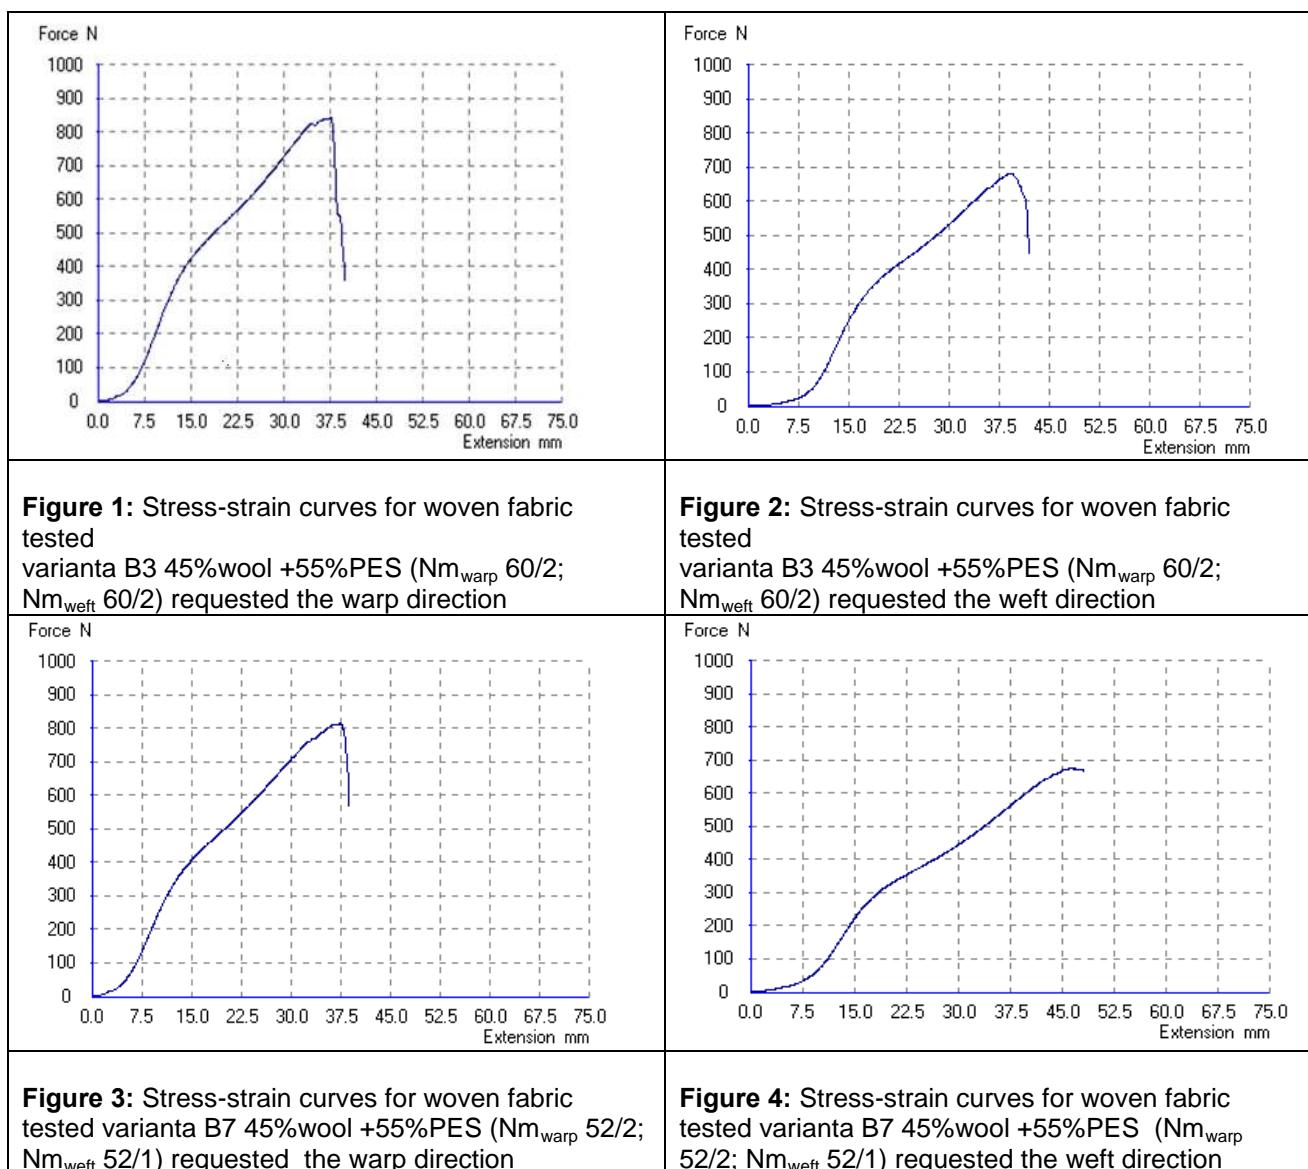 Force N
1000
900
800
700
600
500
400
300
200
100
0
0.0 7.5 15.0 22.5 30.0 37.5 45.0 52.5 60.0 67.5 75.0
Extension mm
Force N
1000
900
800
700
600
500
400
300
200
100
0
0.0 7.5 15.0 22.5 30.0 37.5 45.0 52.5 60.0 67.5 75.0
Extension mm
Figure 1: Stress-strain curves for woven fabric
tested
varianta B3 45%wool +55%PES (Nmwarp 60/2;
Nmweft 60/2) requested the warp direction
Figure 2: Stress-strain curves for woven fabric
tested
varianta B3 45%wool +55%PES (Nmwarp 60/2;
Nmweft 60/2) requested the weft direction
Force N
1000
900
800
700
600
500
400
300
200
100
0
0.0 7.5 15.0 22.5 30.0 37.5 45.0 52.5 60.0 67.5 75.0
Extension mm
Force N
1000
900
800
700
600
500
400
300
200
100
0
0.0 7.5 15.0 22.5 30.0 37.5 45.0 52.5 60.0 67.5 75.0
Extension mm
Figure 3: Stress-strain curves for woven fabric
tested varianta B7 45%wool +55%PES (Nmwarp 52/2;
Nmweft 52/1) requested the warp direction
Figure 4: Stress-strain curves for woven fabric
tested varianta B7 45%wool +55%PES (Nmwarp
52/2; Nmweft 52/1) requested the weft direction